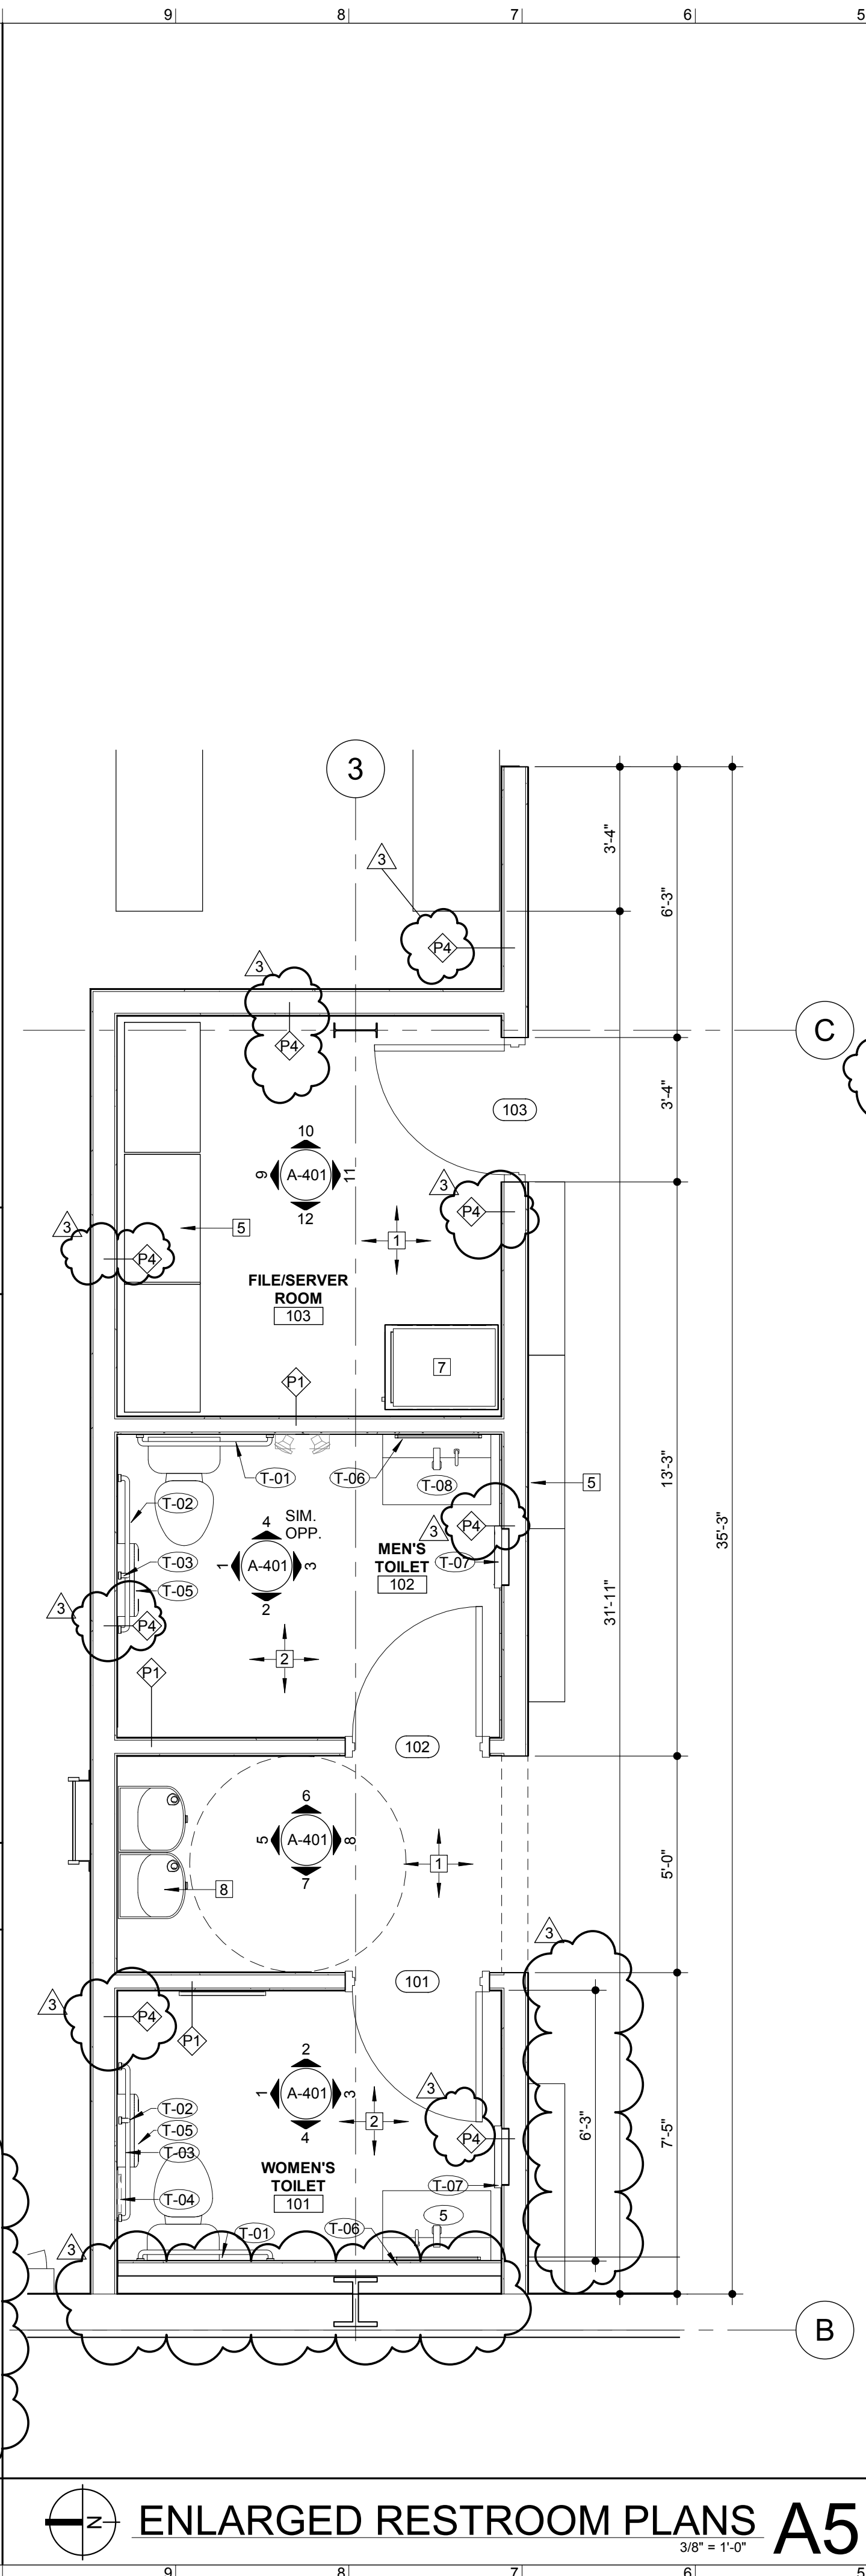 9 8 7 6 5
3
3
3'-4"
6'-3"
P4
3
P4
C
3'-4"
103
10
9 A-401 11
12
3
P4
3
P4
5
1
FILE/SERVER
ROOM
103
7
P1
13'-3"
35'-3"
31'-11"
T-01
T-06
T-08
5
T-02
4
SIM.
OPP.
3
P4
MEN'S
TOILET
102
T-07
T-03
1 A-401 3
T-05
2
3
P4
2
P1
102
6
5 A-401 8
7
1
8
5'-0"
101
3
3
P4
P1
2
1 A-401 3
4
3
2
P4
T-02
T-05
T-03
T-04
6'-3"
7'-5"
WOMEN'S
TOILET
101
T-07
5
T-01
T-06
3
B
N
ENLARGED RESTROOM PLANS A5
3/8" = 1'-0"
9 8 7 6 5